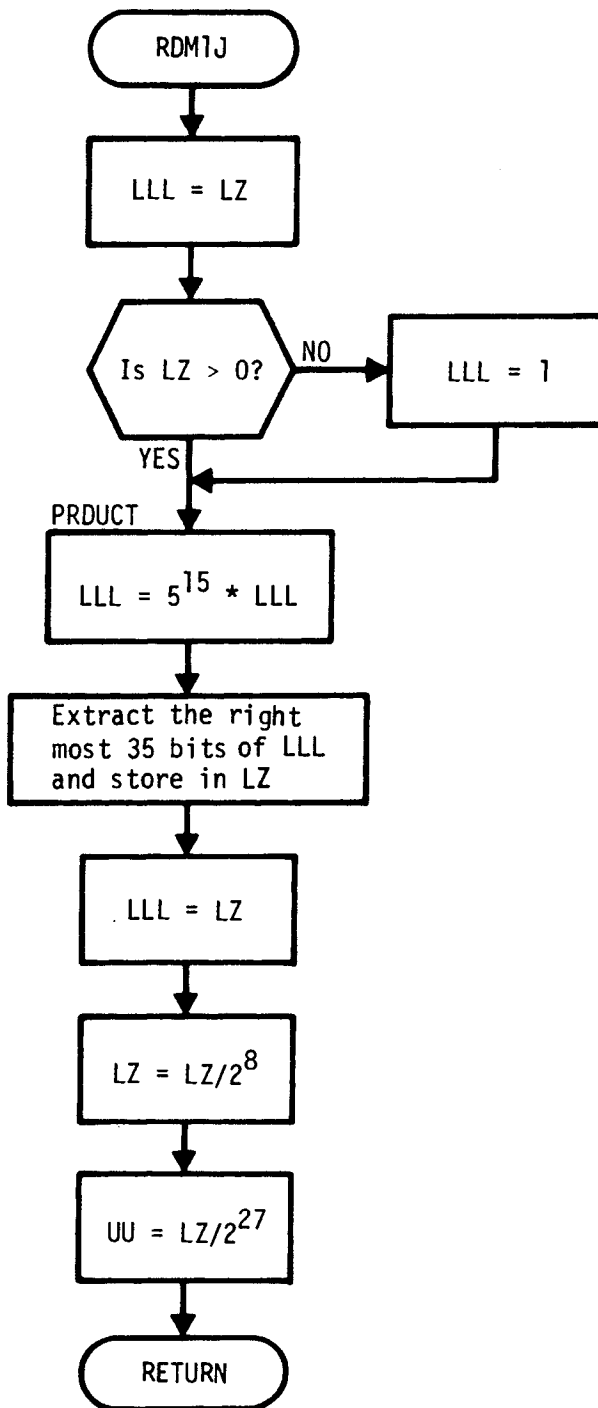 RDM1J
LLL = LZ
Is LZ > 0?
NO
LLL = 1
YES
PRDUCT
LLL = 5^15 * LLL
Extract the right
most 35 bits of LLL
and store in LZ
LLL = LZ
LZ = LZ/2^8
UU = LZ/2^27
RETURN